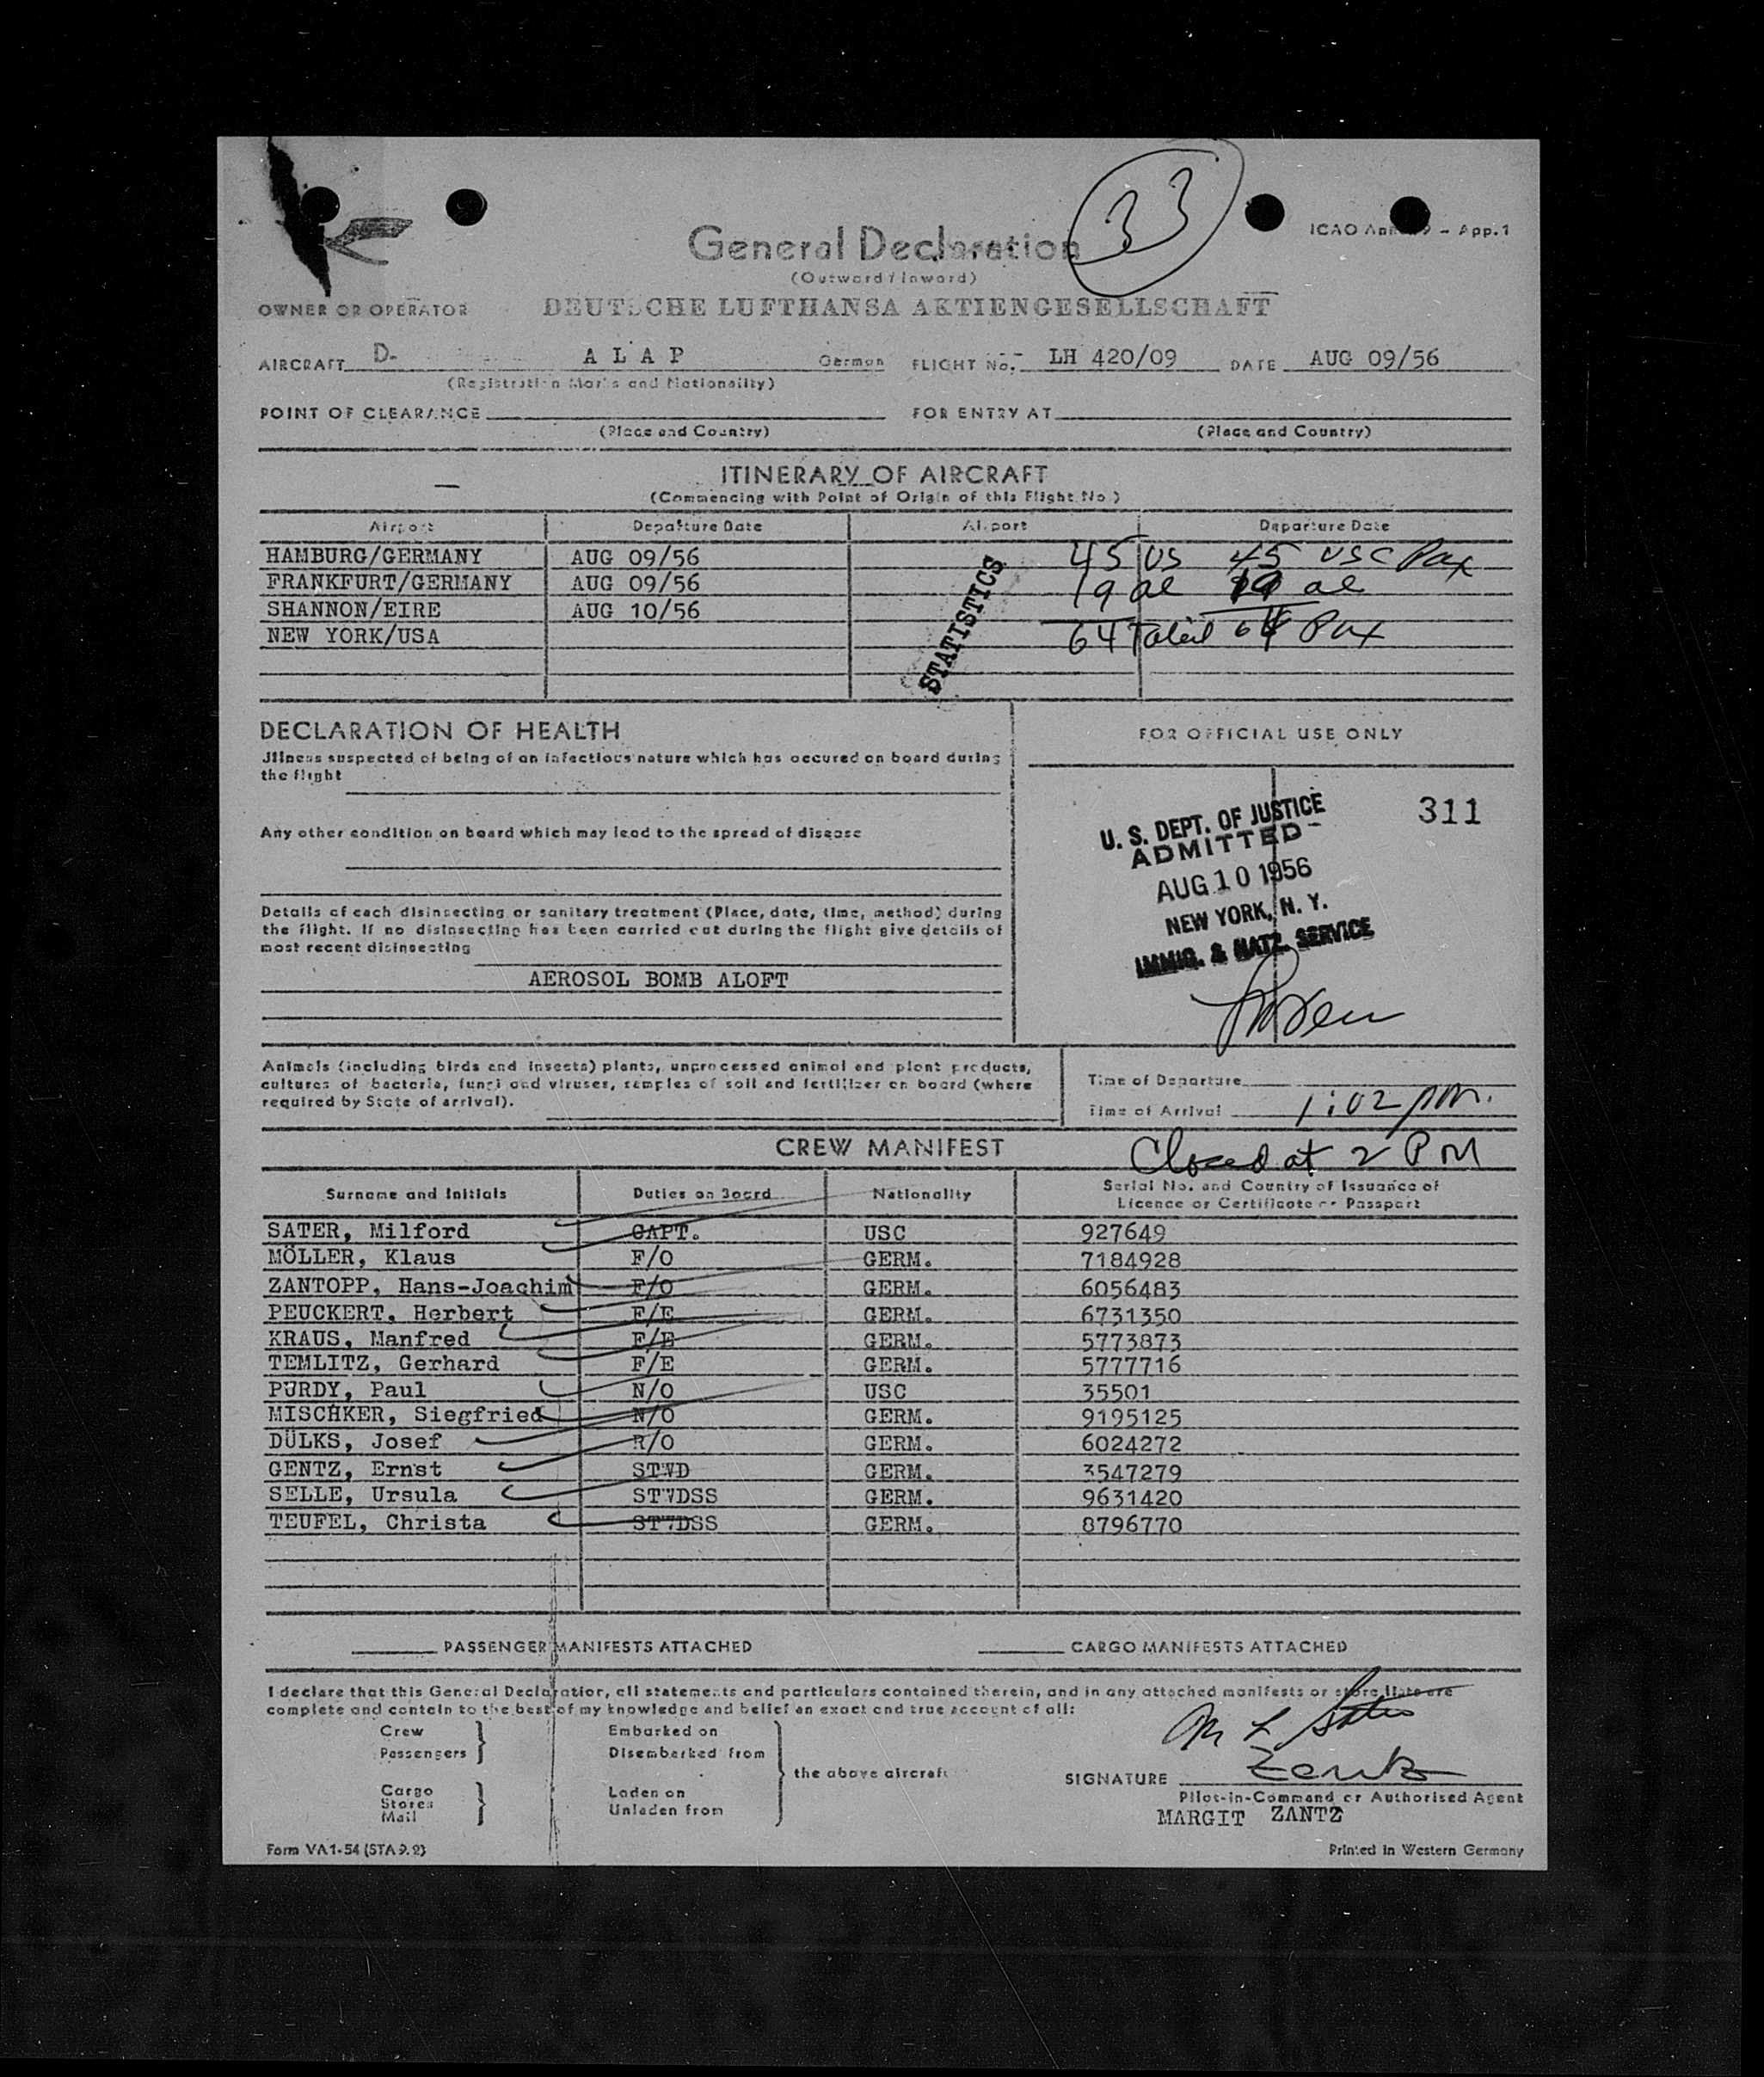 33
ICAO Annex 9 - App.1
General Declaration
(Outward/Inward)
OWNER OR OPERATOR DEUTSCHE LUFTHANSA AKTIENGESELLSCHAFT
AIRCRAFT D- A L A P German FLIGHT No. LH 420/09 DATE AUG 09/56
(Registration Marks and Nationality)
POINT OF CLEARANCE FOR ENTRY AT
(Place and Country) (Place and Country)
ITINERARY OF AIRCRAFT
(Commencing with Point of Origin of this Flight No.)
Airport Departure Date Airport Departure Date
HAMBURG/GERMANY AUG 09/56 45 US 45 USC Pax
FRANKFURT/GERMANY AUG 09/56 19 al 19 al
SHANNON/EIRE AUG 10/56
NEW YORK/USA 64 Total 64 Pax
STATISTICS
DECLARATION OF HEALTH
Jllness suspected of being of an infectious nature which has occured on board during
the flight
Any other condition on board which may lead to the spread of disease
Details of each disinsecting or sanitary treatment (Place, date, time, method) during
the flight. If no disinsecting has been carried out during the flight give details of
most recent disinsecting
AEROSOL BOMB ALOFT
FOR OFFICIAL USE ONLY
311
U. S. DEPT. OF JUSTICE
ADMITTED
AUG 10 1956
NEW YORK, N. Y.
IMMIG. & NATZ. SERVICE
Animals (including birds and insects) plants, unprocessed animal and plant products,
cultures of bacteria, fungi and viruses, samples of soil and fertilizer on board (where
required by State of arrival).
Time of Departure
Time of Arrival 1:02 PM.
CREW MANIFEST Closed at 2 PM
Surname and Initials Duties on Board Nationality Serial No. and Country of Issuance of
Licence or Certificate or Passport
SATER, Milford CAPT. USC 927649
MÖLLER, Klaus F/O GERM. 7184928
ZANTOPP, Hans-Joachim F/O GERM. 6056483
PEUCKERT, Herbert F/E GERM. 6731350
KRAUS, Manfred F/E GERM. 5773873
TEMLITZ, Gerhard F/E GERM. 5777716
PURDY, Paul N/O USC 35501
MISCHKER, Siegfried N/O GERM. 9195125
DÜLKS, Josef R/O GERM. 6024272
GENTZ, Ernst STWD GERM. 3547279
SELLE, Ursula STWDSS GERM. 9631420
TEUFEL, Christa STWDSS GERM. 8796770
PASSENGER MANIFESTS ATTACHED CARGO MANIFESTS ATTACHED
I declare that this General Declaration, all statements and particulars contained therein, and in any attached manifests or store lists are
complete and contain to the best of my knowledge and belief an exact and true account of all:
Crew
Passengers
Cargo
Stores
Mail
Embarked on
Disembarked from
Laden on
Unladen from
the above aircraft
M L Sater
SIGNATURE Zantz
Pilot-in-Command or Authorised Agent
MARGIT ZANTZ
Form VA1-54 (STA 9.2) Printed in Western Germany